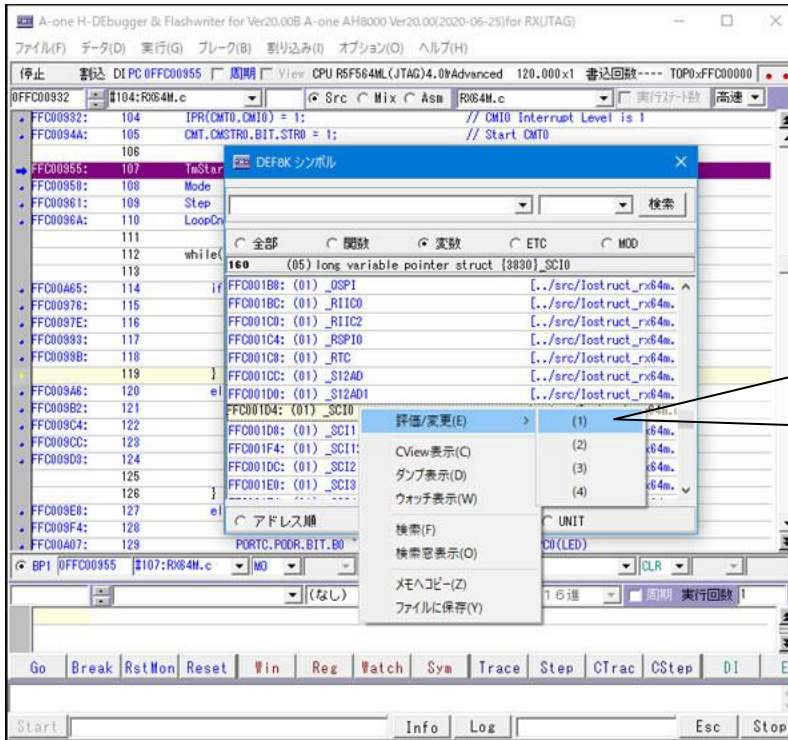 A-one H-DEbugger & Flashwriter for Ver20.00B A-one AH8000 Ver20.00(2020-06-25)for RX(JTAG)
ファイル(F) データ(D) 実行(G) ブレーク(B) 割り込み(I) オプション(O) ヘルプ(H)
停止 割込 DI PC 0FFC00955 周期 View CPU R5F564ML(JTAG)4.0VAdvanced 120.000x1 書込回数---- TOP0xFFC00000
0FFC00932 #104:RX64M.c Src Mix Asm RX64M.c 実行ステート数 高速
FFC00932: 104 IPR(CMT0,CMI0) = 1; // CMI0 Interrupt Level is 1
FFC0094A: 105 CMT.CMSTR0.BIT.STR0 = 1; // Start CMT0
106
FFC00955: 107 TmStar
FFC00958: 108 Mode
FFC00961: 109 Step
FFC0096A: 110 LoopCn
111
112 while(
113
FFC00A65: 114 if
FFC00976: 115
FFC0097E: 116
FFC00993: 117
FFC0099B: 118
119 }
FFC009A6: 120 el
FFC009B2: 121
FFC009C4: 122
FFC009CC: 123
FFC009D3: 124
125
126 }
FFC009E8: 127 el
FFC009F4: 128
FFC00A07: 129 PORTC.PODR.BIT.B0 C0(LED)
DEF8K シンボル
検索
全部 関数 変数 ETC MOD
160 (05) long variable pointer struct {3830}_SCI0
FFC001B8: (01) _QSPI [../src/Iostruct_rx64m.
FFC001BC: (01) _RIIC0 [../src/Iostruct_rx64m.
FFC001C0: (01) _RIIC2 [../src/Iostruct_rx64m.
FFC001C4: (01) _RSPI0 [../src/Iostruct_rx64m.
FFC001C8: (01) _RTC [../src/Iostruct_rx64m.
FFC001CC: (01) _S12AD [../src/Iostruct_rx64m.
FFC001D0: (01) _S12AD1 [../src/Iostruct_rx64m.
FFC001D4: (01) _SCI0
FFC001D8: (01) _SCI1
FFC001F4: (01) _SCI12
FFC001DC: (01) _SCI2
FFC001E0: (01) _SCI3
アドレス順 UNIT
評価/変更(E) >
CView表示(C)
ダンプ表示(D)
ウォッチ表示(W)
検索(F)
検索窓表示(O)
メモへコピー(Z)
ファイルに保存(Y)
(1)
(2)
(3)
(4)
BP1 0FFC00955 #107:RX64M.c MO CLR
(なし) 16進 周期 実行回数 1
Go Break RstMon Reset Win Reg Watch Sym Trace Step CTrac CStep DI E
Start Info Log Esc Stop